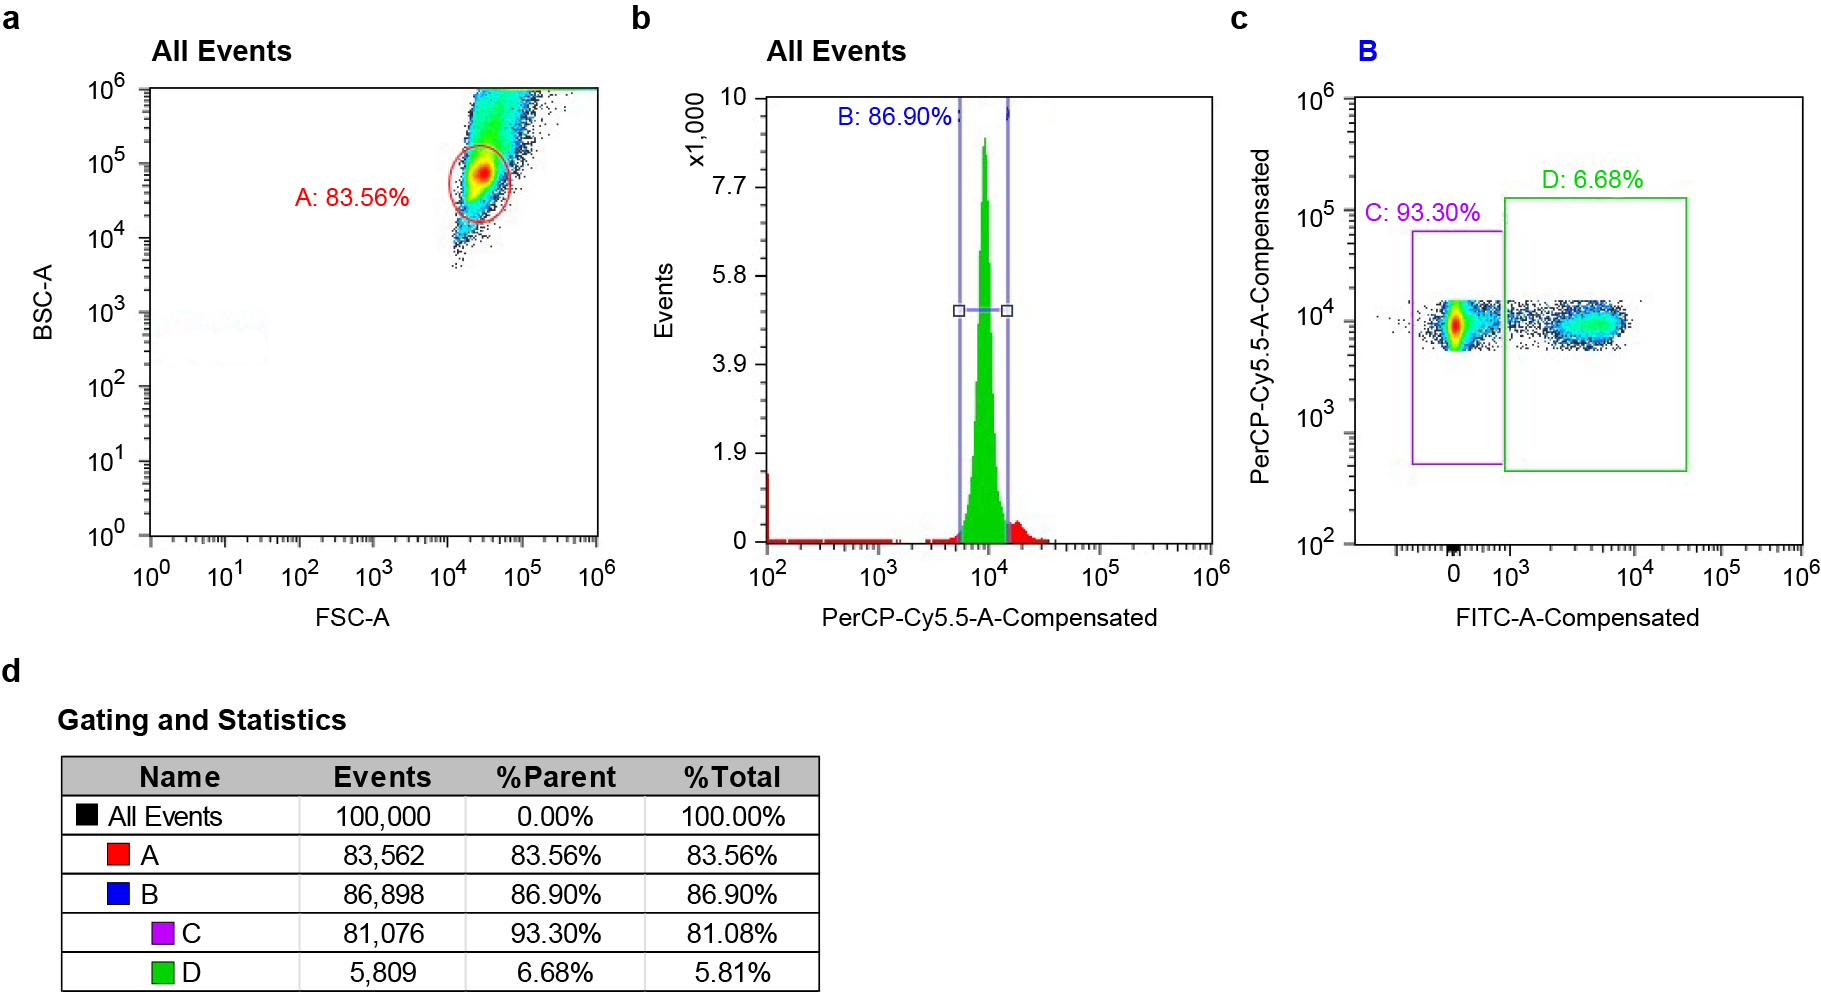 a
All Events
10^6
10^5
10^4
10^3
10^2
10^1
10^0
BSC-A
A: 83.56%
10^0 10^1 10^2 10^3 10^4 10^5 10^6
FSC-A
b
All Events
x1,000
10
7.7
5.8
3.9
1.9
0
Events
B: 86.90%
10^2 10^3 10^4 10^5 10^6
PerCP-Cy5.5-A-Compensated
c
B
10^6
10^5
10^4
10^3
10^2
PerCP-Cy5.5-A-Compensated
C: 93.30%
D: 6.68%
0 10^3 10^4 10^5 10^6
FITC-A-Compensated
d
Gating and Statistics
Name Events %Parent %Total
All Events 100,000 0.00% 100.00%
A 83,562 83.56% 83.56%
B 86,898 86.90% 86.90%
C 81,076 93.30% 81.08%
D 5,809 6.68% 5.81%